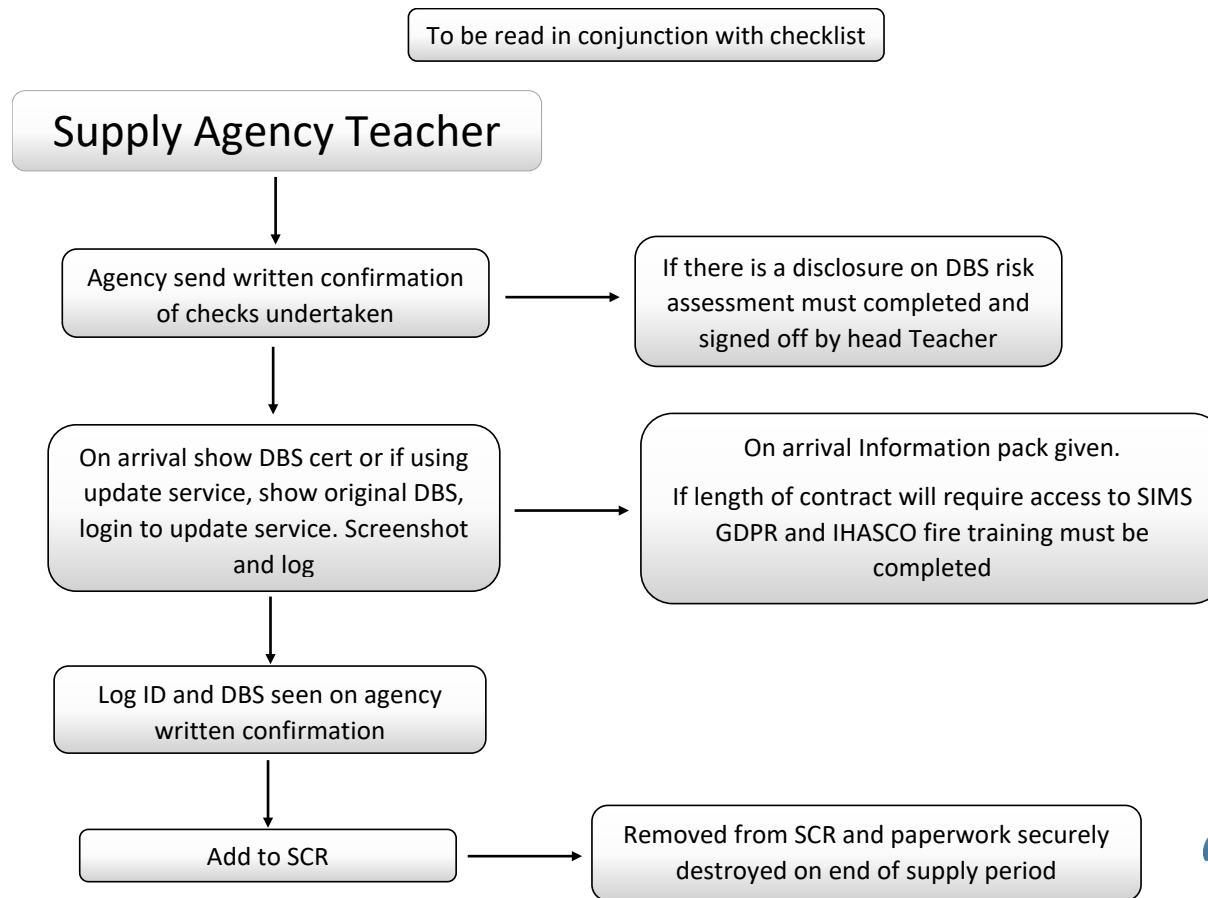 To be read in conjunction with checklist
Supply Agency Teacher
Agency send written confirmation
of checks undertaken
If there is a disclosure on DBS risk
assessment must completed and
signed off by head Teacher
On arrival show DBS cert or if using
update service, show original DBS,
login to update service. Screenshot
and log
On arrival Information pack given.
If length of contract will require access to SIMS
GDPR and IHASCO fire training must be
completed
Log ID and DBS seen on agency
written confirmation
Add to SCR
Removed from SCR and paperwork securely
destroyed on end of supply period